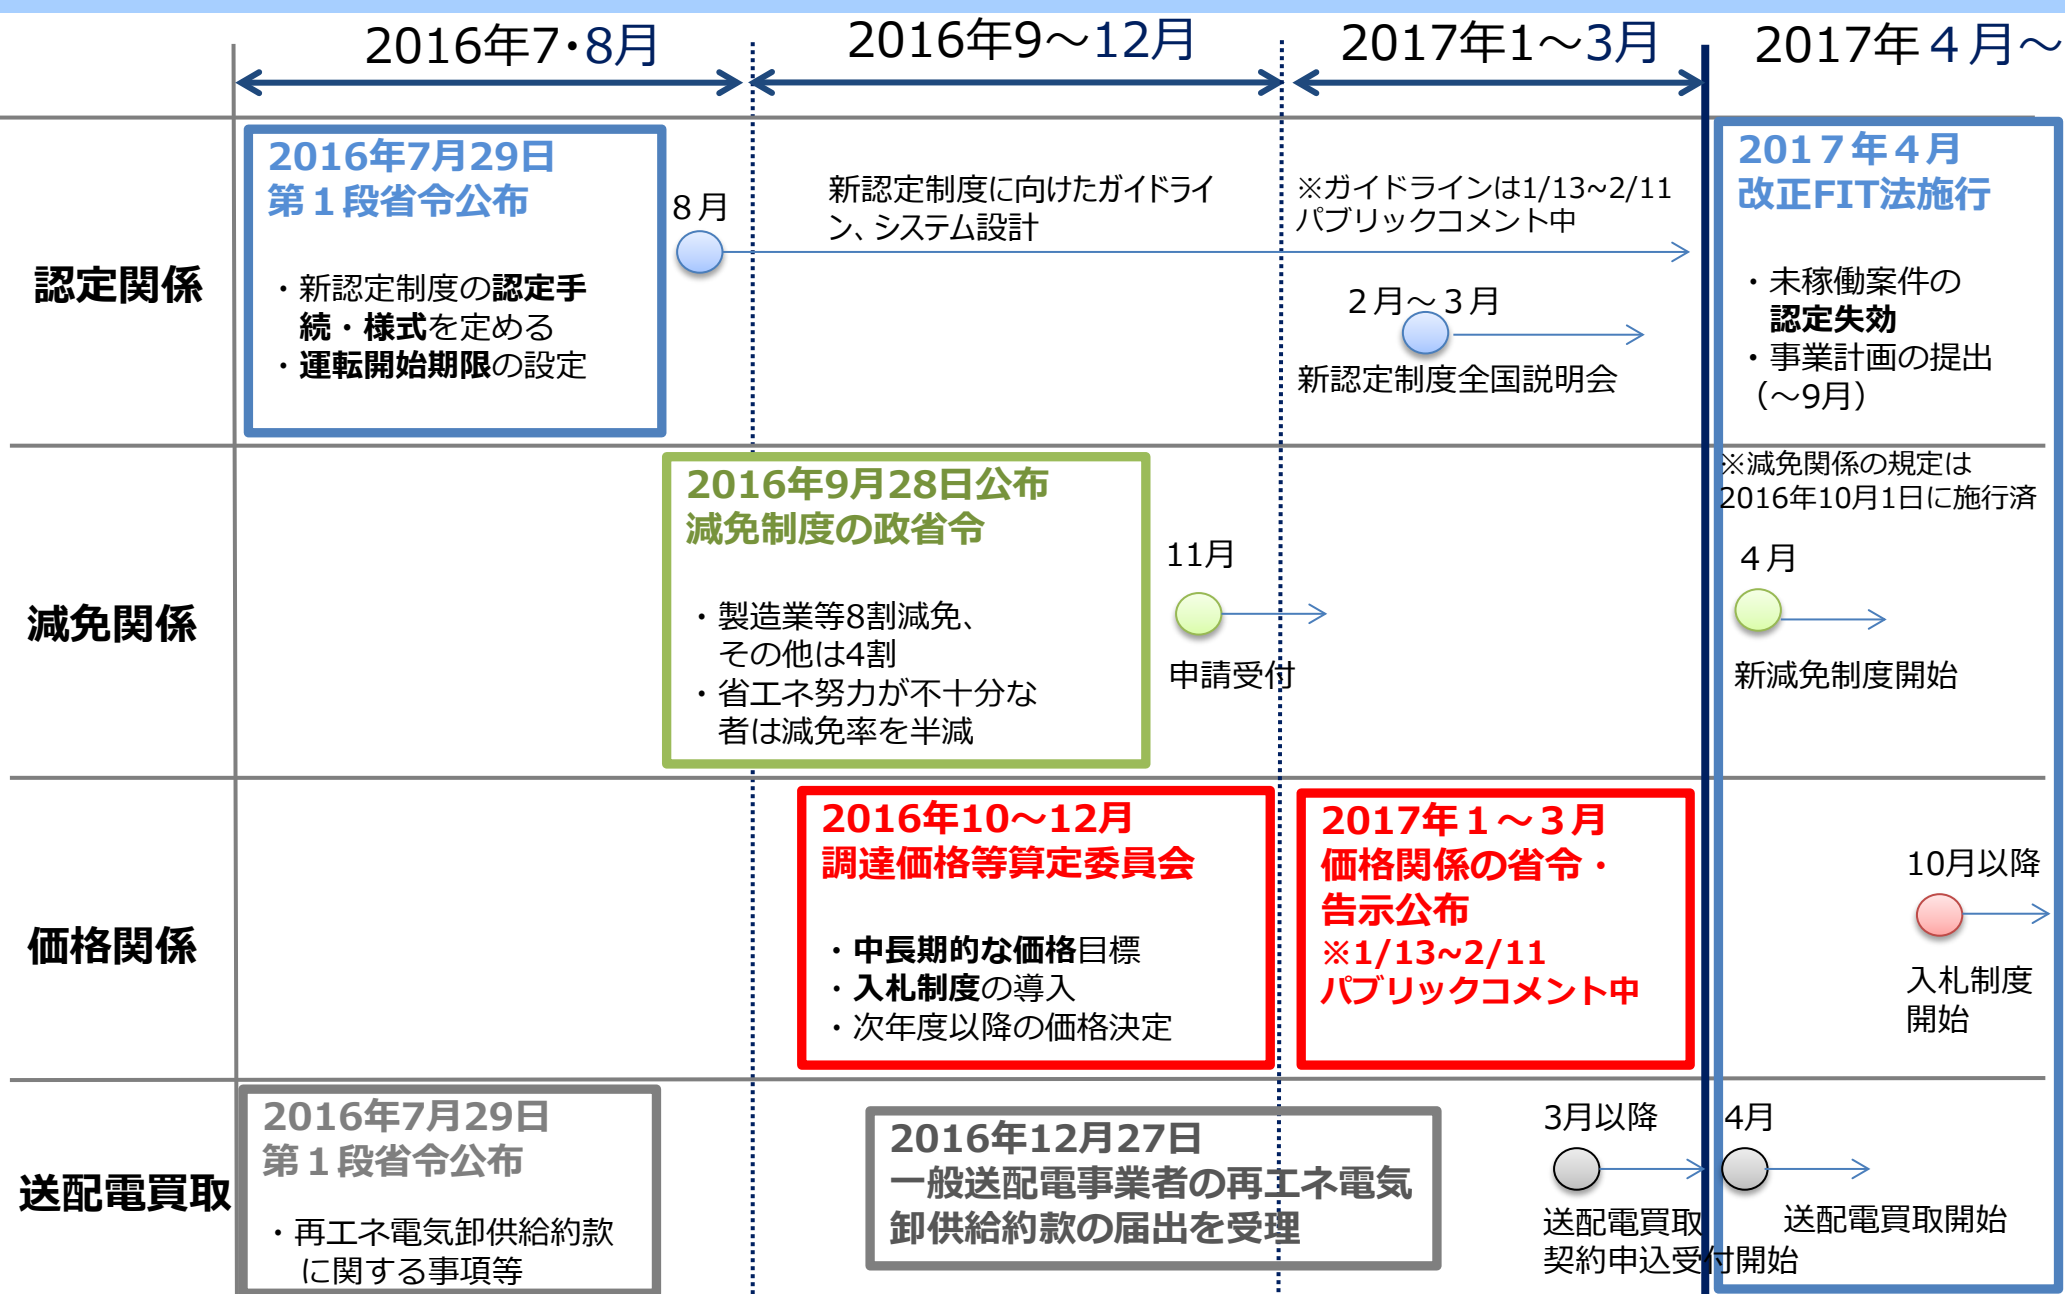 2016年7・8月
2016年9～12月
2017年1～3月
2017年４月～
認定関係
2016年7月29日
第１段省令公布
・新認定制度の認定手
続・様式を定める
・運転開始期限の設定
８月
新認定制度に向けたガイドライ
ン、システム設計
※ガイドラインは1/13~2/11
パブリックコメント中
２月～３月
新認定制度全国説明会
2017年４月
改正FIT法施行
・未稼働案件の
認定失効
・事業計画の提出
（～9月）
減免関係
2016年9月28日公布
減免制度の政省令
・製造業等8割減免、
その他は4割
・省エネ努力が不十分な
者は減免率を半減
11月
申請受付
※減免関係の規定は
2016年10月1日に施行済
４月
新減免制度開始
価格関係
2016年10～12月
調達価格等算定委員会
・中長期的な価格目標
・入札制度の導入
・次年度以降の価格決定
2017年１～３月
価格関係の省令・
告示公布
※1/13~2/11
パブリックコメント中
10月以降
入札制度
開始
送配電買取
2016年7月29日
第１段省令公布
・再エネ電気卸供給約款
に関する事項等
2016年12月27日
一般送配電事業者の再エネ電気
卸供給約款の届出を受理
3月以降
送配電買取
契約申込受付開始
4月
送配電買取開始